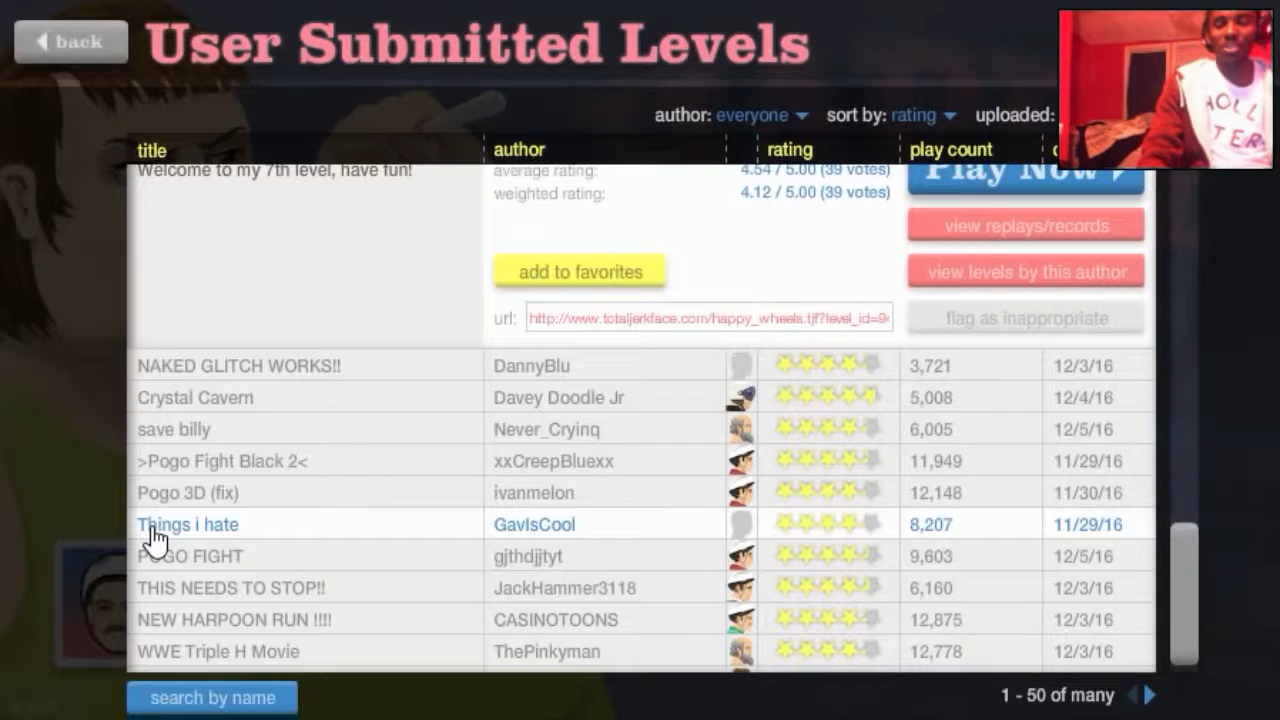 back
User Submitted Levels
author: everyone sort by: rating uploaded:
title author rating play count
Welcome to my 7th level, have fun!
average rating: 4.54 / 5.00 (39 votes)
weighted rating: 4.12 / 5.00 (39 votes)
Play Now
view replays/records
add to favorites
view levels by this author
url: http://www.totaljerkface.com/happy_wheels.tjf?level_id=9
flag as inappropriate
NAKED GLITCH WORKS!! DannyBlu 3,721 12/3/16
Crystal Cavern Davey Doodle Jr 5,008 12/4/16
save billy Never_Crying 6,005 12/5/16
>Pogo Fight Black 2< xxCreepBluexx 11,949 11/29/16
Pogo 3D (fix) ivanmelon 12,148 11/30/16
Things i hate GavIsCool 8,207 11/29/16
POGO FIGHT gjthdjjtyt 9,603 12/5/16
THIS NEEDS TO STOP!! JackHammer3118 6,160 12/3/16
NEW HARPOON RUN !!!! CASINOTOONS 12,875 12/3/16
WWE Triple H Movie ThePinkyman 12,778 12/3/16
search by name
1 - 50 of many